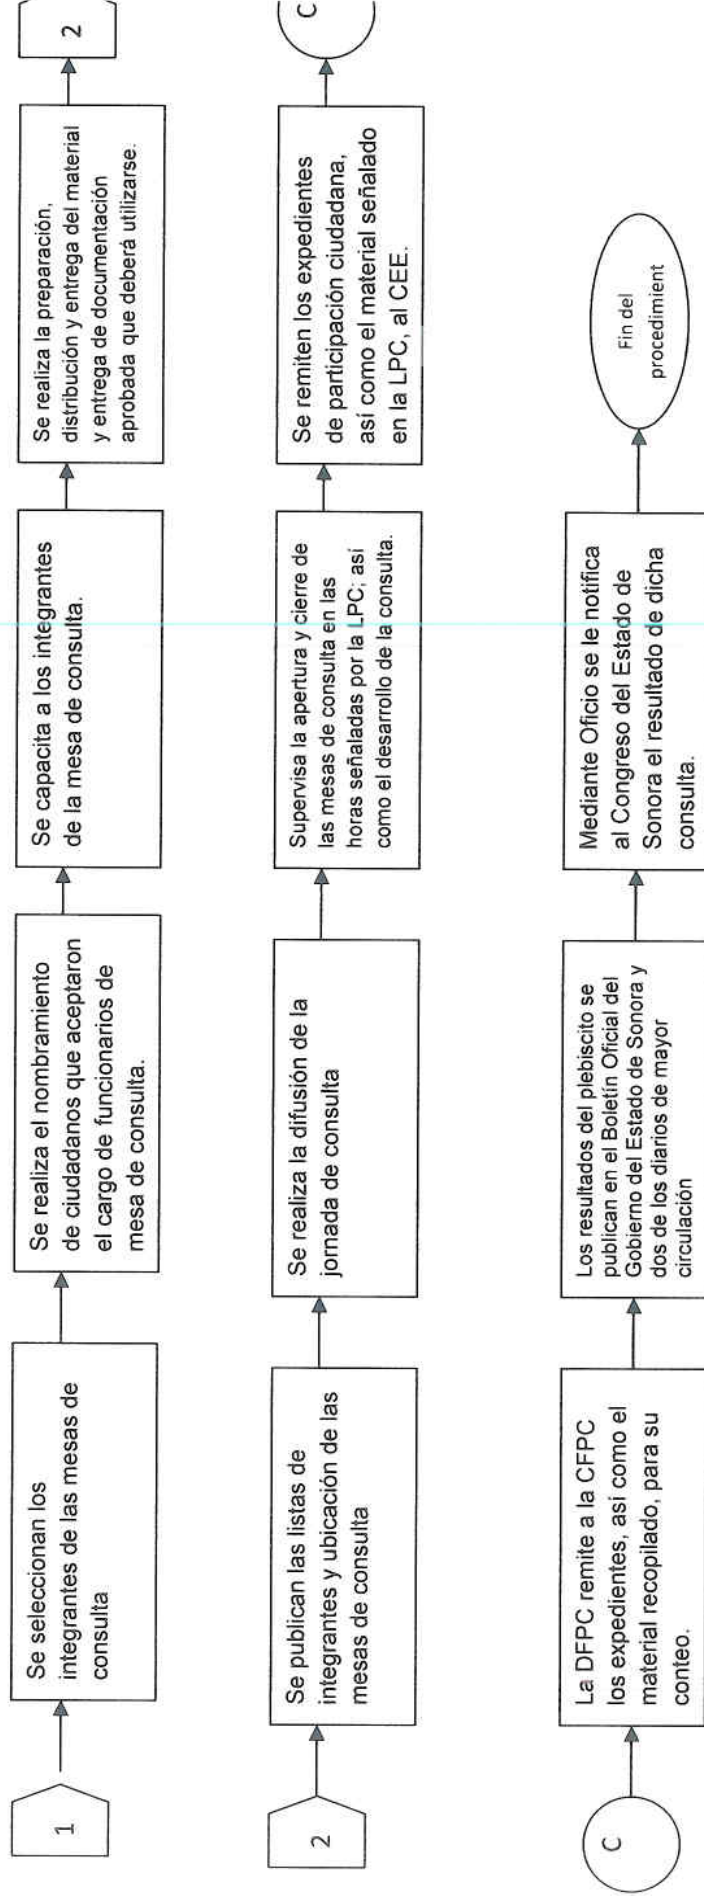 1
Se seleccionan los
integrantes de las mesas de
consulta
Se realiza el nombramiento
de ciudadanos que aceptaron
el cargo de funcionarios de
mesa de consulta.
Se capacita a los integrantes
de la mesa de consulta.
Se realiza la preparación,
distribución y entrega del material
y entrega de documentación
aprobada que deberá utilizarse.
2
2
Se publican las listas de
integrantes y ubicación de las
mesas de consulta
Se realiza la difusión de la
jornada de consulta
Supervisa la apertura y cierre de
las mesas de consulta en las
horas señaladas por la LPC; así
como el desarrollo de la consulta.
Se remiten los expedientes
de participación ciudadana,
así como el material señalado
en la LPC, al CEE.
C
C
La DFPC remite a la CFPC
los expedientes, así como el
material recopilado, para su
conteo.
Los resultados del plebiscito se
publican en el Boletín Oficial del
Gobierno del Estado de Sonora y
dos de los diarios de mayor
circulación
Mediante Oficio se le notifica
al Congreso del Estado de
Sonora el resultado de dicha
consulta.
Fin del
procedimient